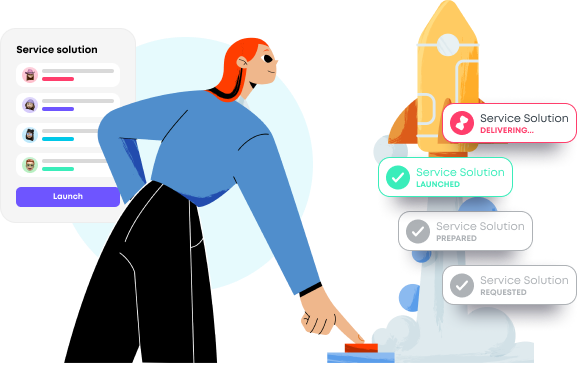 Service solution
Launch
Service Solution
DELIVERING...
Service Solution
LAUNCHED
Service Solution
PREPARED
Service Solution
REQUESTED